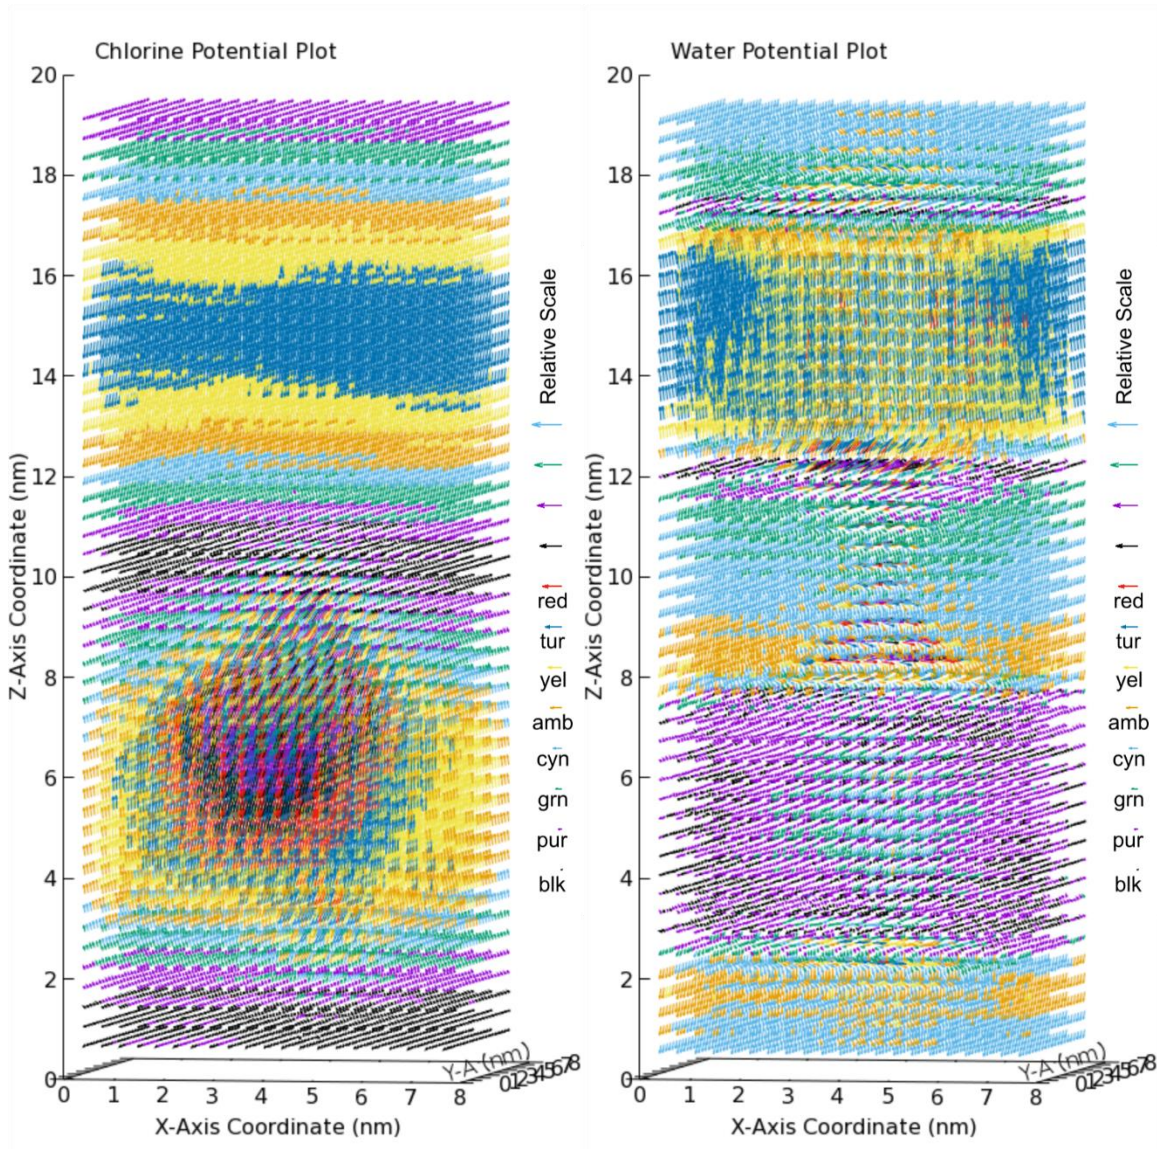 Chlorine Potential Plot
20
18
16
14
12
10
8
6
4
2
0
Z-Axis Coordinate (nm)
0 1 2 3 4 5 6 7 8
X-Axis Coordinate (nm)
Y-A (nm)
012345678
Relative Scale
red
tur
yel
amb
cyn
grn
pur
blk
Water Potential Plot
20
18
16
14
12
10
8
6
4
2
0
Z-Axis Coordinate (nm)
0 1 2 3 4 5 6 7 8
X-Axis Coordinate (nm)
Y-A (nm)
012345678
Relative Scale
red
tur
yel
amb
cyn
grn
pur
blk